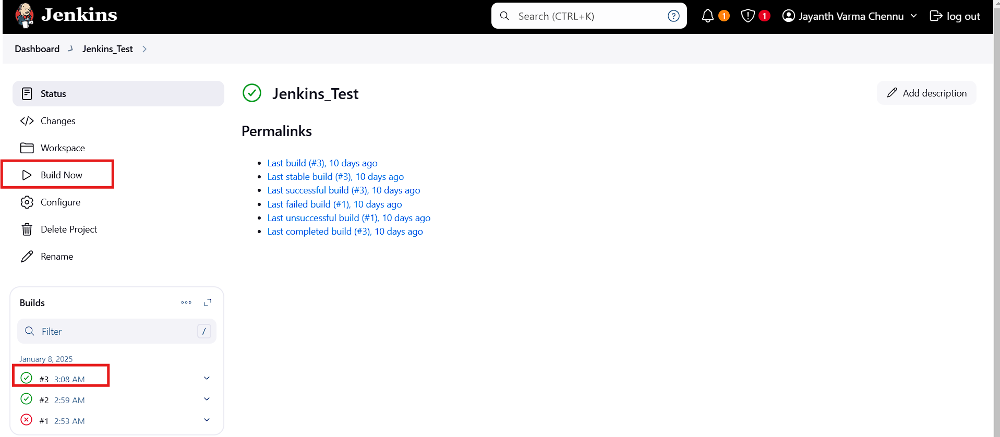 Jenkins
Search (CTRL+K)
?
1
1
Jayanth Varma Chennu
log out
Dashboard
Jenkins_Test
Status
Changes
Workspace
Build Now
Configure
Delete Project
Rename
Jenkins_Test
Add description
Permalinks
Last build (#3), 10 days ago
Last stable build (#3), 10 days ago
Last successful build (#3), 10 days ago
Last failed build (#1), 10 days ago
Last unsuccessful build (#1), 10 days ago
Last completed build (#3), 10 days ago
Builds
Filter /
January 8, 2025
#3 3:08 AM
#2 2:59 AM
#1 2:53 AM